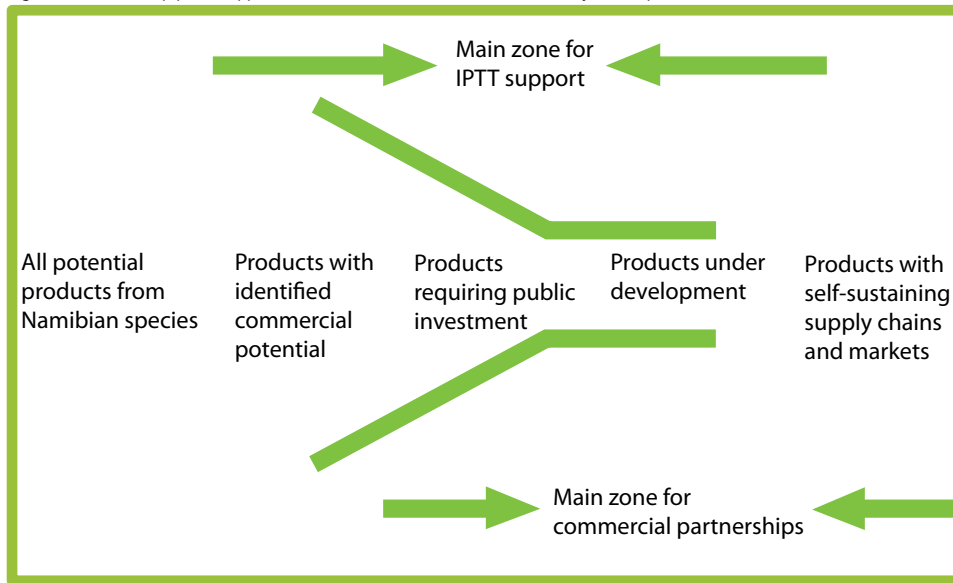 Main zone for
IPTT support
All potential
products from
Namibian species
Products with
identified
commercial
potential
Products
requiring public
investment
Products under
development
Products with
self-sustaining
supply chains
and markets
Main zone for
commercial partnerships